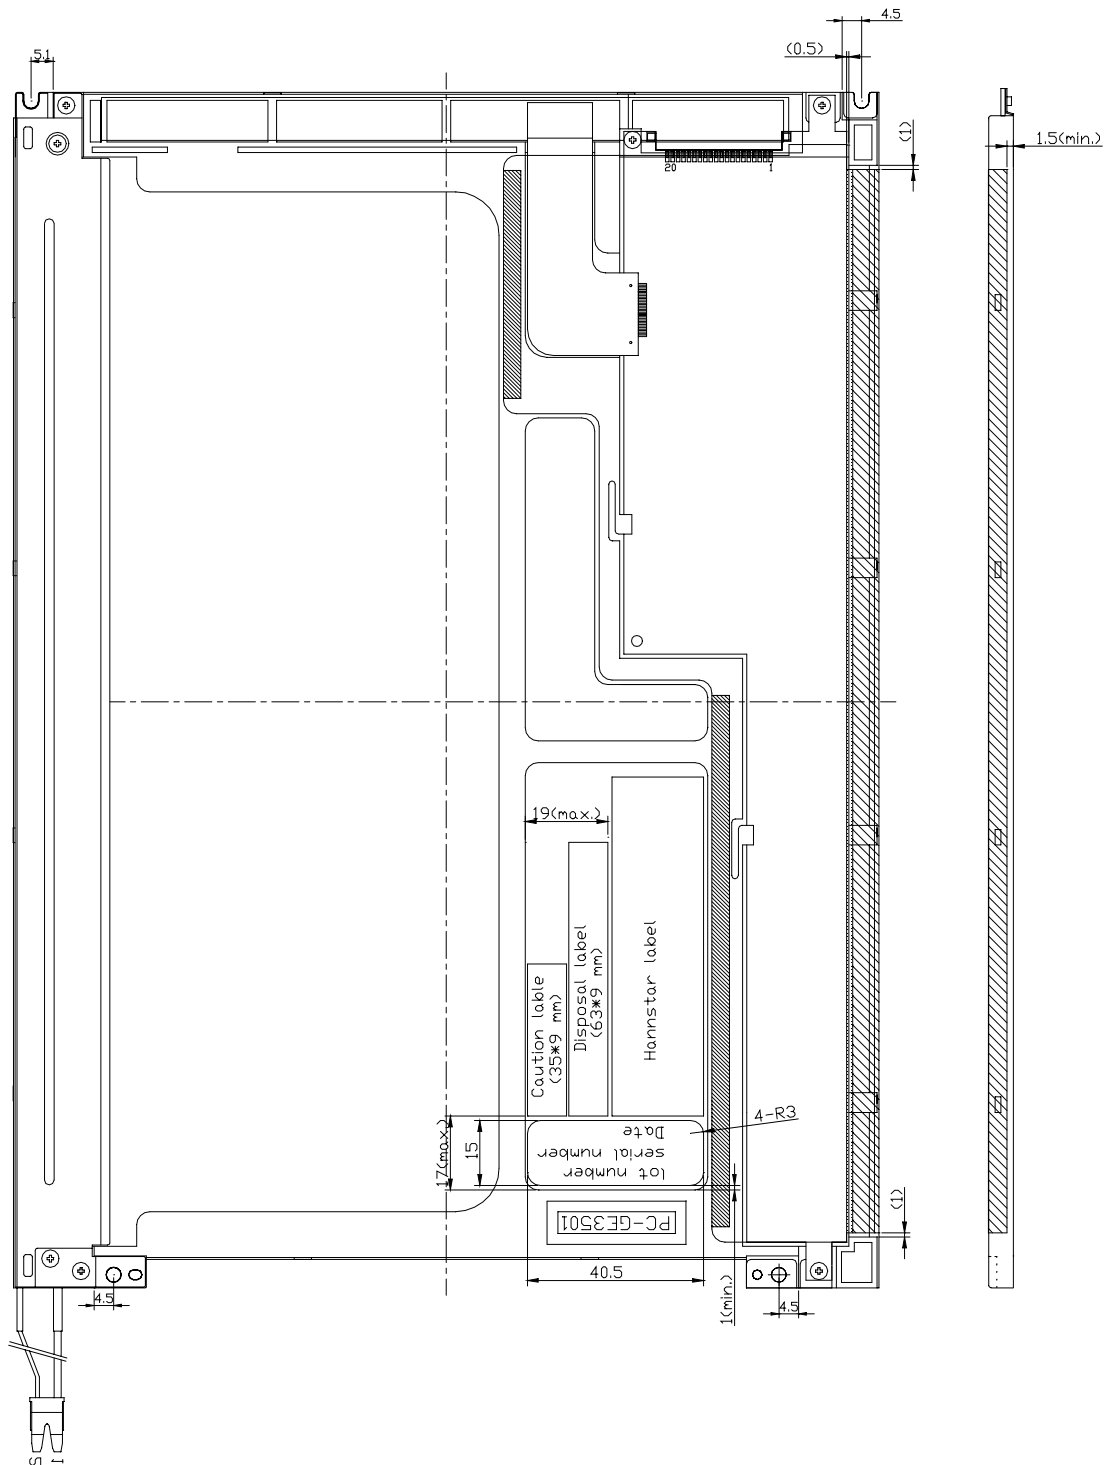 4.5
(0.5)
5.1
(1)
1.5(min.)
20
1
19(max.)
Caution lable
(35*9 mm)
Disposal label
(63*9 mm)
Hannstar label
4-R3
17(max.)
15
lot number
serial number
Date
PC-GE3501
(1)
40.5
1(min.)
4.5
4.5